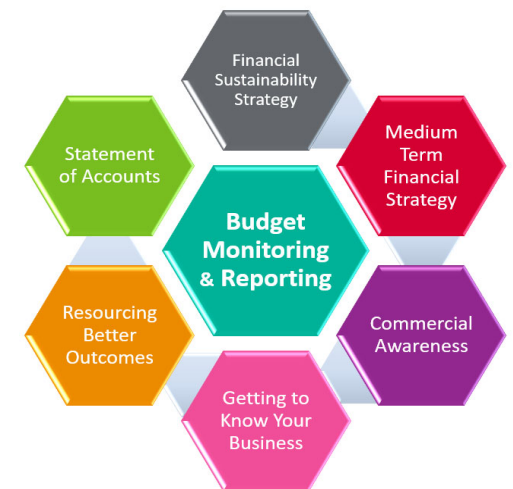 Financial
Sustainability
Strategy
Medium
Term
Financial
Strategy
Statement
of Accounts
Budget
Monitoring
& Reporting
Commercial
Awareness
Resourcing
Better
Outcomes
Getting to
Know Your
Business